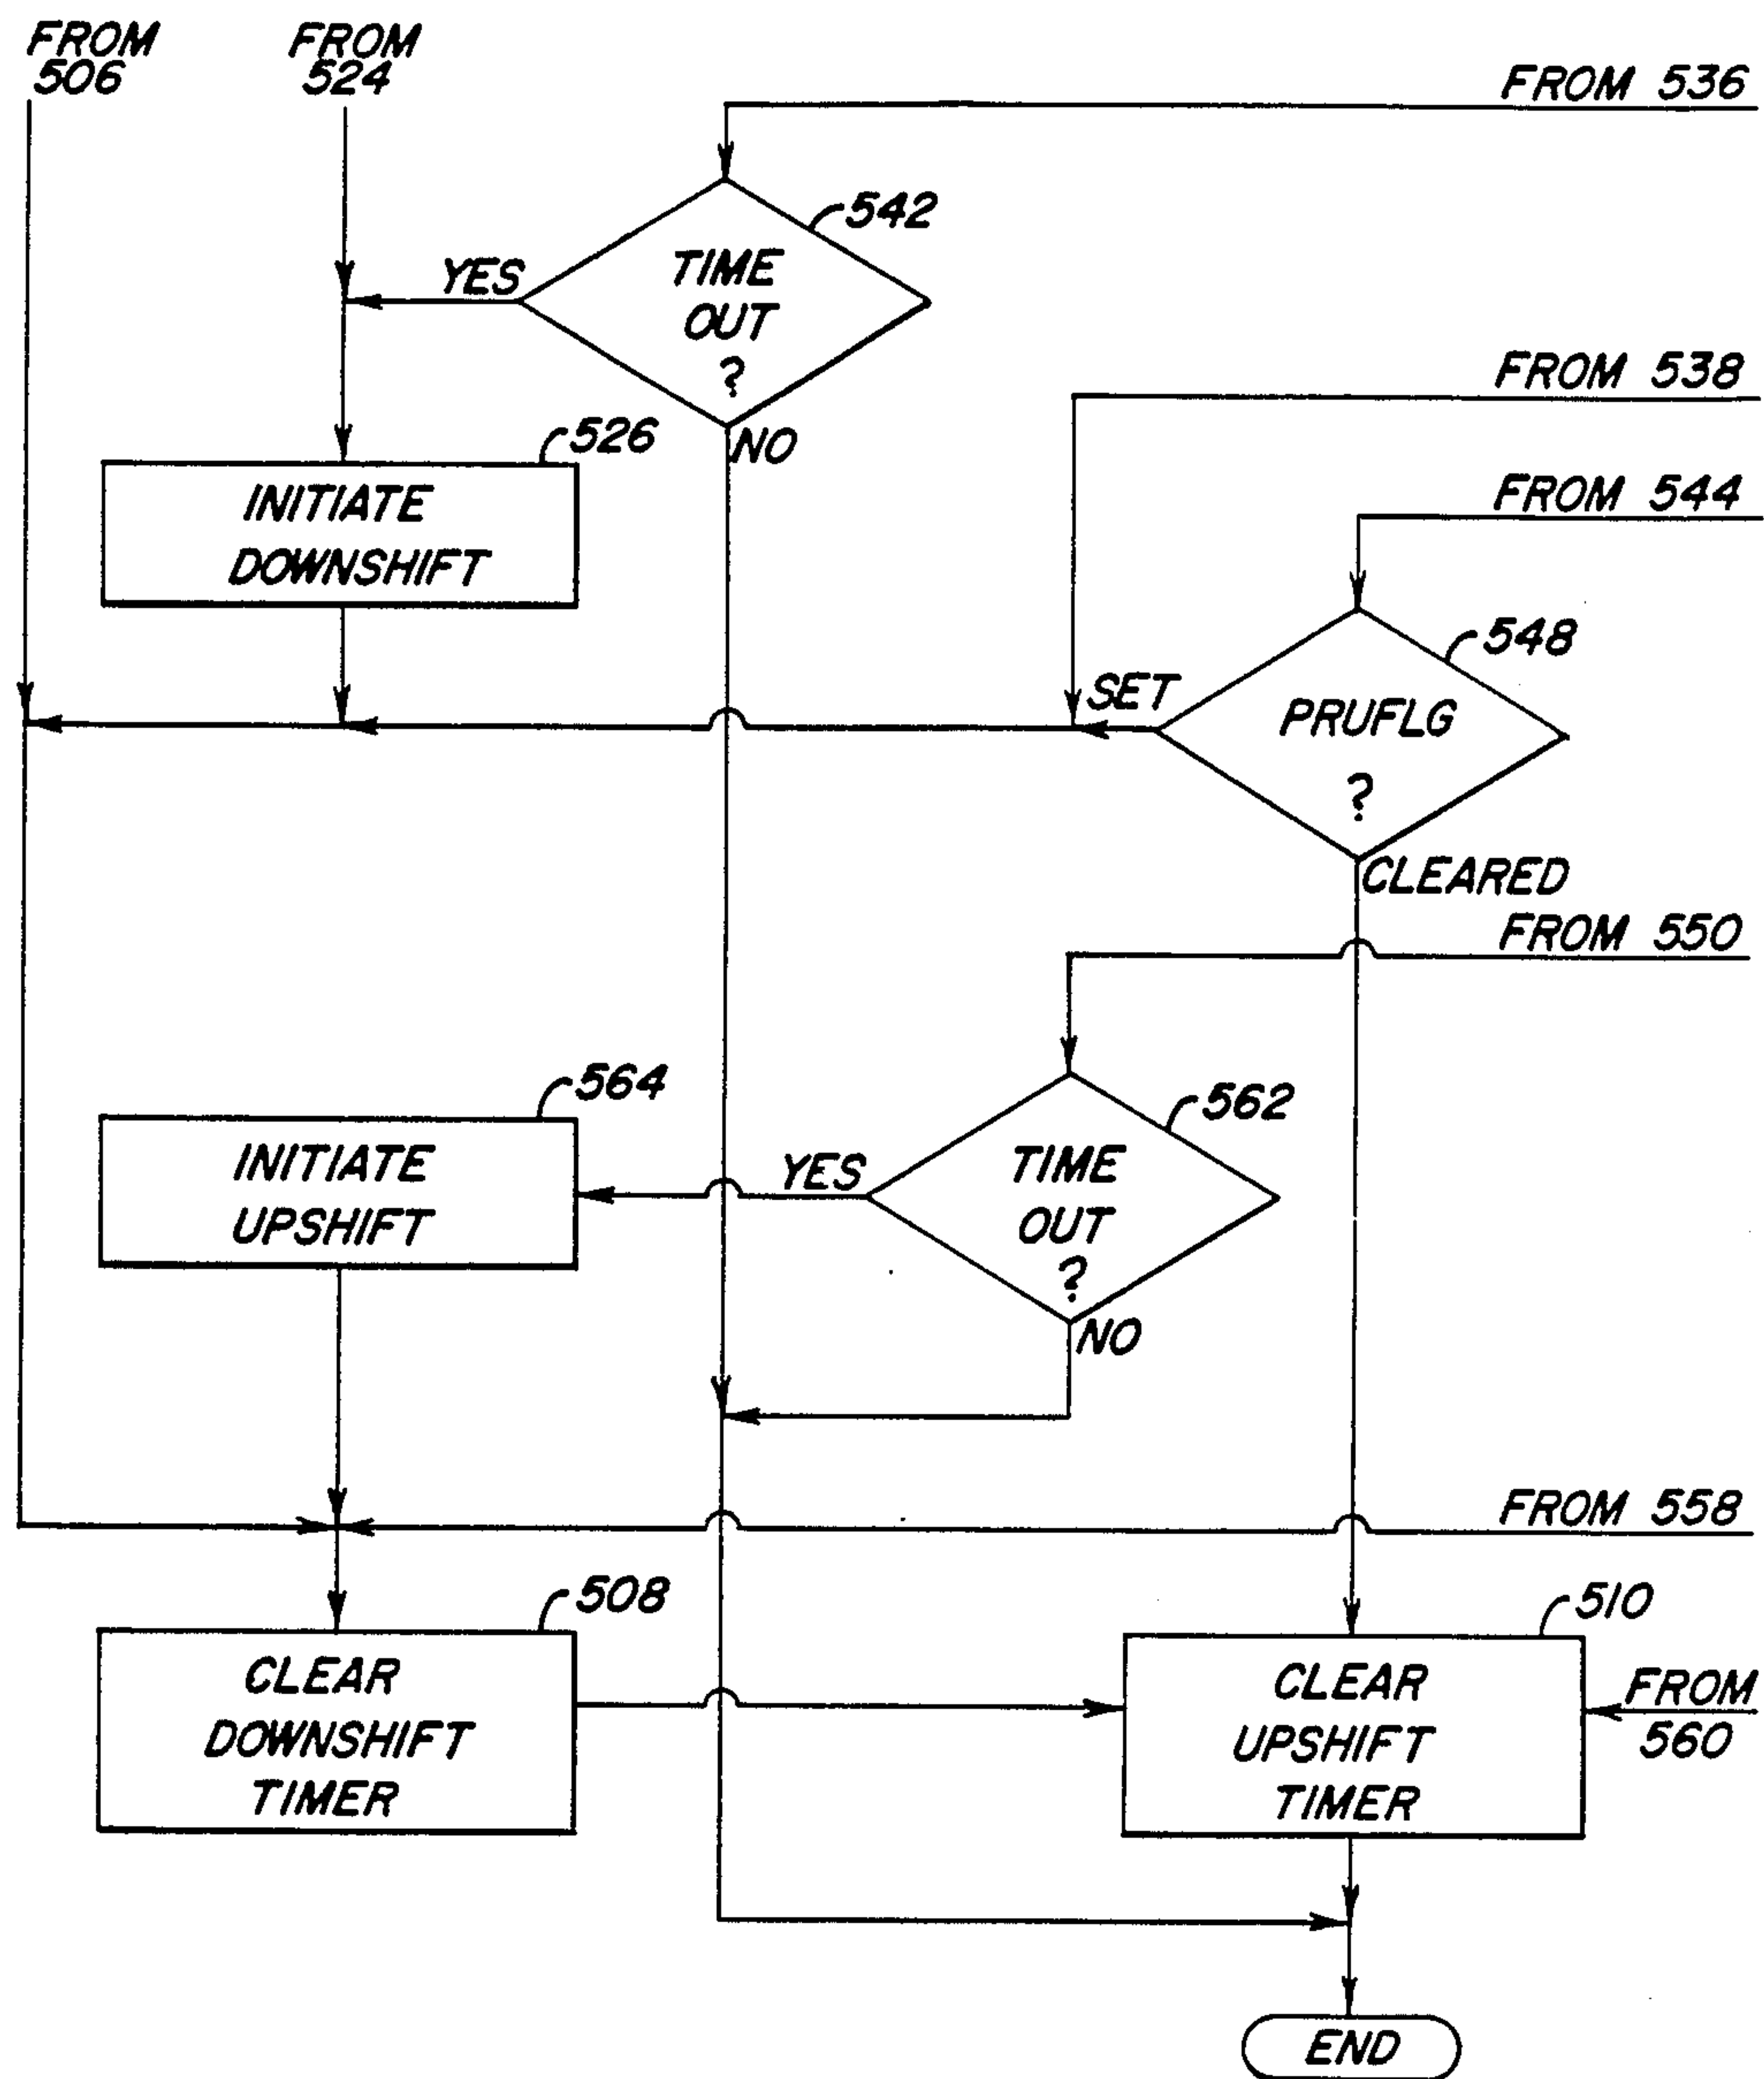 FROM
506
FROM
524
FROM 536
542
TIME
OUT
?
YES
NO
FROM 538
526
INITIATE
DOWNSHIFT
FROM 544
548
SET
PRUFLG
?
CLEARED
FROM 550
564
INITIATE
UPSHIFT
562
YES
TIME
OUT
?
NO
FROM 558
508
CLEAR
DOWNSHIFT
TIMER
510
CLEAR
UPSHIFT
TIMER
FROM
560
END